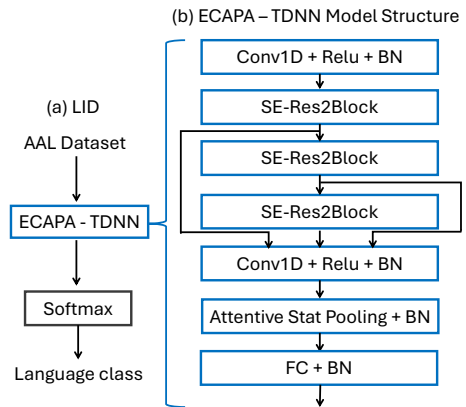 (a) LID
AAL Dataset
ECAPA - TDNN
Softmax
Language class
(b) ECAPA – TDNN Model Structure
Conv1D + Relu + BN
SE-Res2Block
SE-Res2Block
SE-Res2Block
Conv1D + Relu + BN
Attentive Stat Pooling + BN
FC + BN